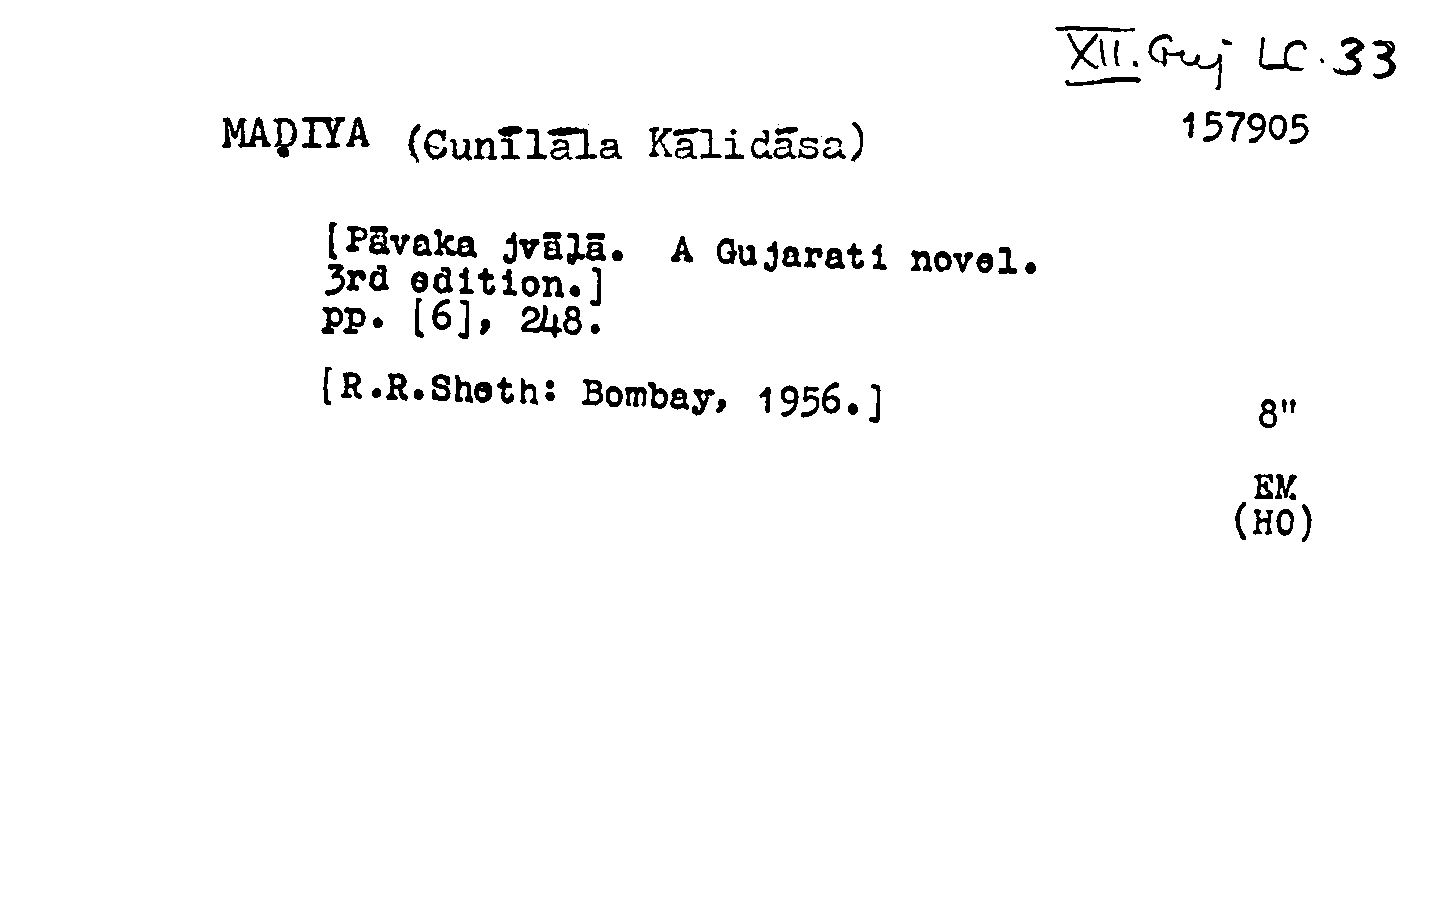 XII. Guj LC. 33
157905
MAḌIYA (Cunīlāla Kālidāsa)
[Pāvaka jvāḷā. A Gujarati novel.
3rd edition.]
pp. [6], 248.
[R.R.Sheth: Bombay, 1956.]
8"
EM
(HO)